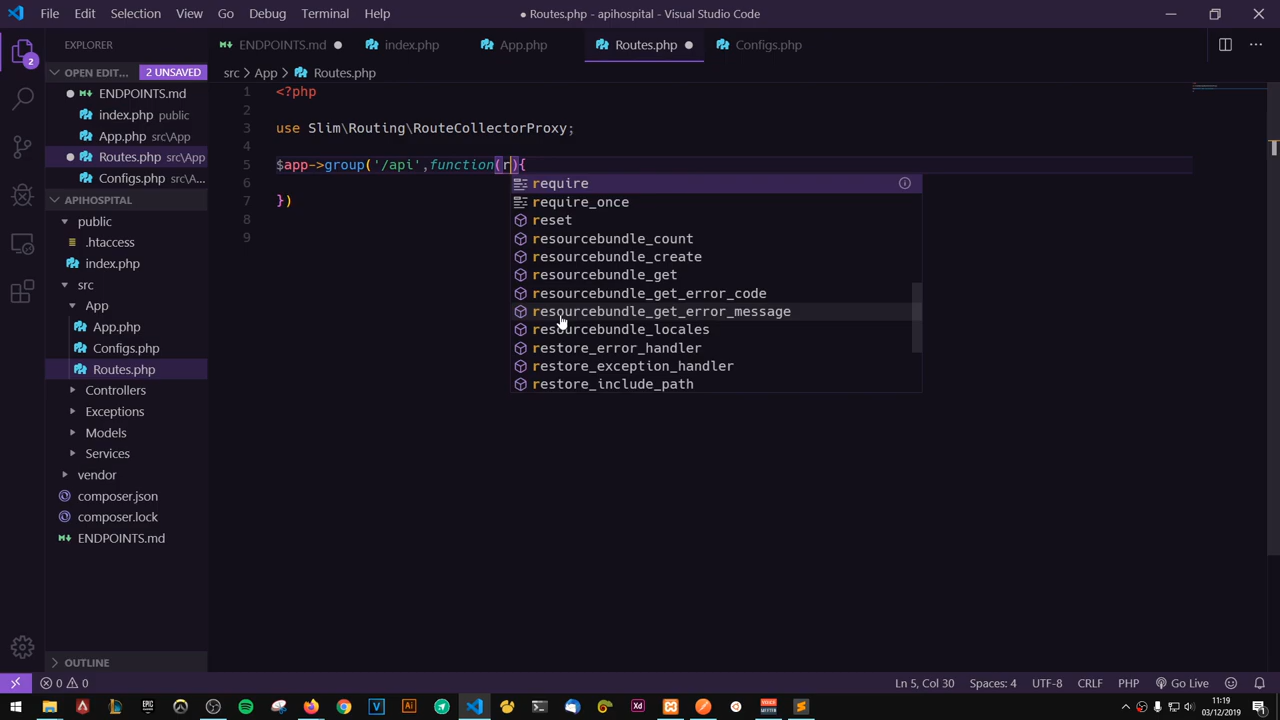 File Edit Selection View Go Debug Terminal Help
● Routes.php - apihospital - Visual Studio Code
EXPLORER
ENDPOINTS.md
index.php
App.php
Routes.php
Configs.php
OPEN EDIT... 2 UNSAVED
ENDPOINTS.md
index.php public
App.php src\App
Routes.php src\App
Configs.php src\A...
APIHOSPITAL
public
.htaccess
index.php
src
App
App.php
Configs.php
Routes.php
Controllers
Exceptions
Models
Services
vendor
composer.json
composer.lock
ENDPOINTS.md
OUTLINE
2
src > App > Routes.php
1 <?php
2
3 use Slim\Routing\RouteCollectorProxy;
4
5 $app->group('/api',function(r){
6
7 })
8
9
require
require_once
reset
resourcebundle_count
resourcebundle_create
resourcebundle_get
resourcebundle_get_error_code
resourcebundle_get_error_message
resourcebundle_locales
restore_error_handler
restore_exception_handler
restore_include_path
0 0
Ln 5, Col 30 Spaces: 4 UTF-8 CRLF PHP Go Live
11:19
03/12/2019